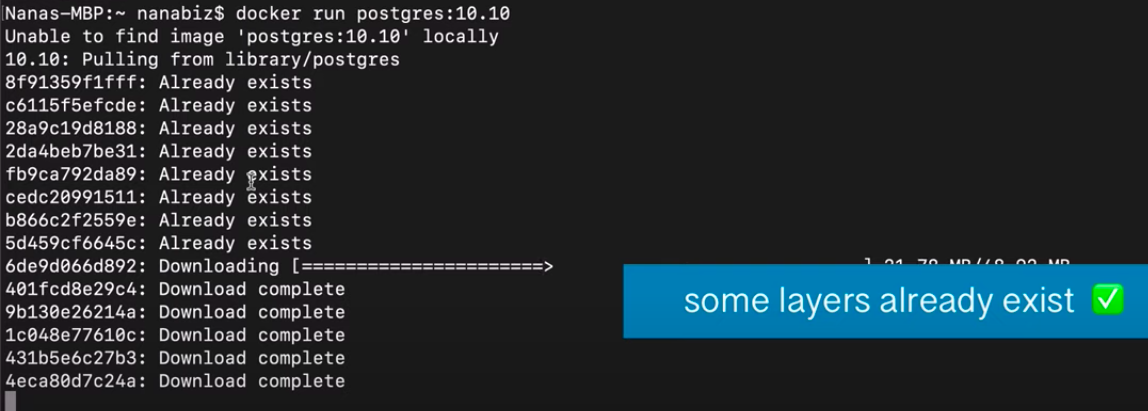 Nanas-MBP:~ nanabiz$ docker run postgres:10.10
Unable to find image 'postgres:10.10' locally
10.10: Pulling from library/postgres
8f91359f1fff: Already exists
c6115f5efcde: Already exists
28a9c19d8188: Already exists
2da4beb7be31: Already exists
fb9ca792da89: Already exists
cedc20991511: Already exists
b866c2f2559e: Already exists
5d459cf6645c: Already exists
6de9d066d892: Downloading [======================>
401fcd8e29c4: Download complete
some layers already exist ✅
9b130e26214a: Download complete
1c048e77610c: Download complete
431b5e6c27b3: Download complete
4eca80d7c24a: Download complete